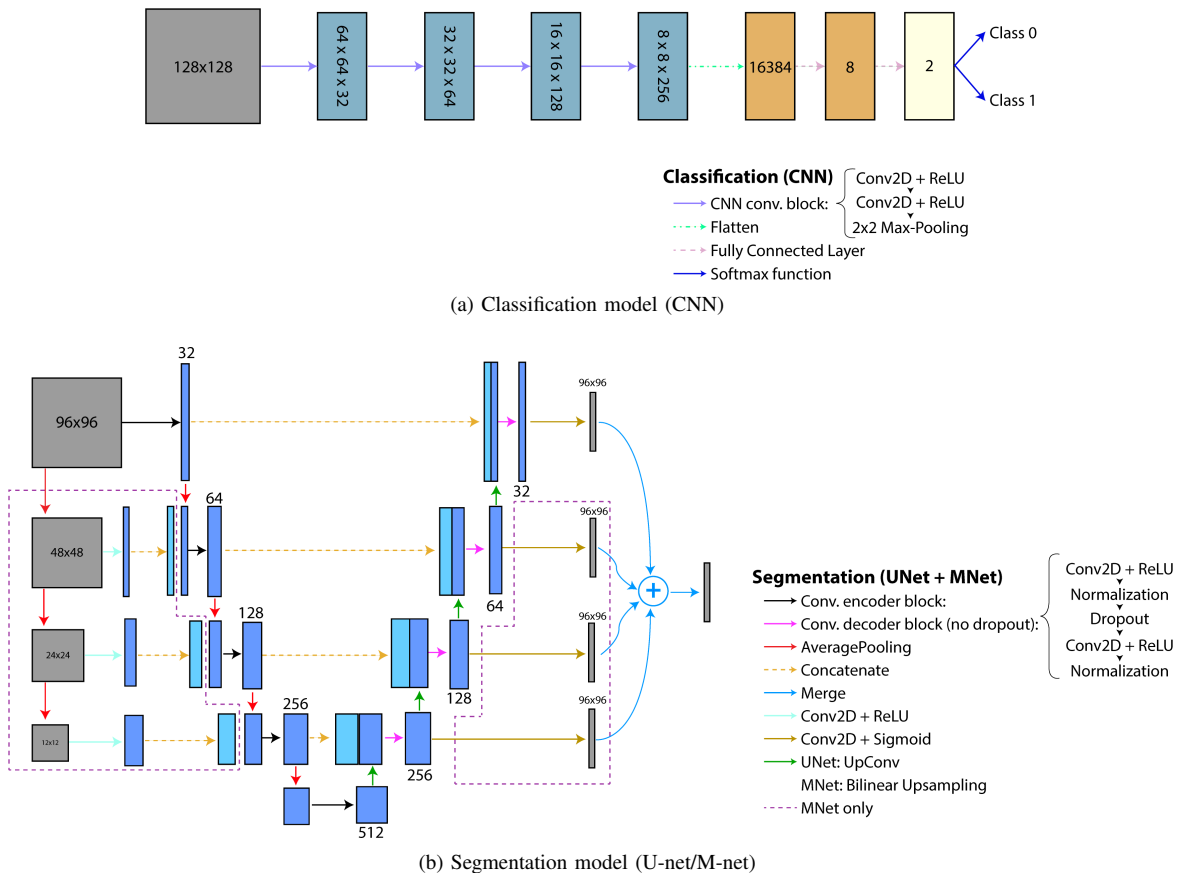 128x128
64 x 64 x 32
32 x 32 x 64
16 x 16 x 128
8 x 8 x 256
16384
8
2
Class 0
Class 1
Classification (CNN)
CNN conv. block:
Conv2D + ReLU
Conv2D + ReLU
2x2 Max-Pooling
Flatten
Fully Connected Layer
Softmax function
(a) Classification model (CNN)
32
96x96
96x96
32
64
96x96
48x48
64
128
96x96
24x24
128
256
96x96
12x12
256
512
+
Segmentation (UNet + MNet)
Conv. encoder block:
Conv. decoder block (no dropout):
Conv2D + ReLU
Normalization
Dropout
Conv2D + ReLU
Normalization
AveragePooling
Concatenate
Merge
Conv2D + ReLU
Conv2D + Sigmoid
UNet: UpConv
MNet: Bilinear Upsampling
MNet only
(b) Segmentation model (U-net/M-net)